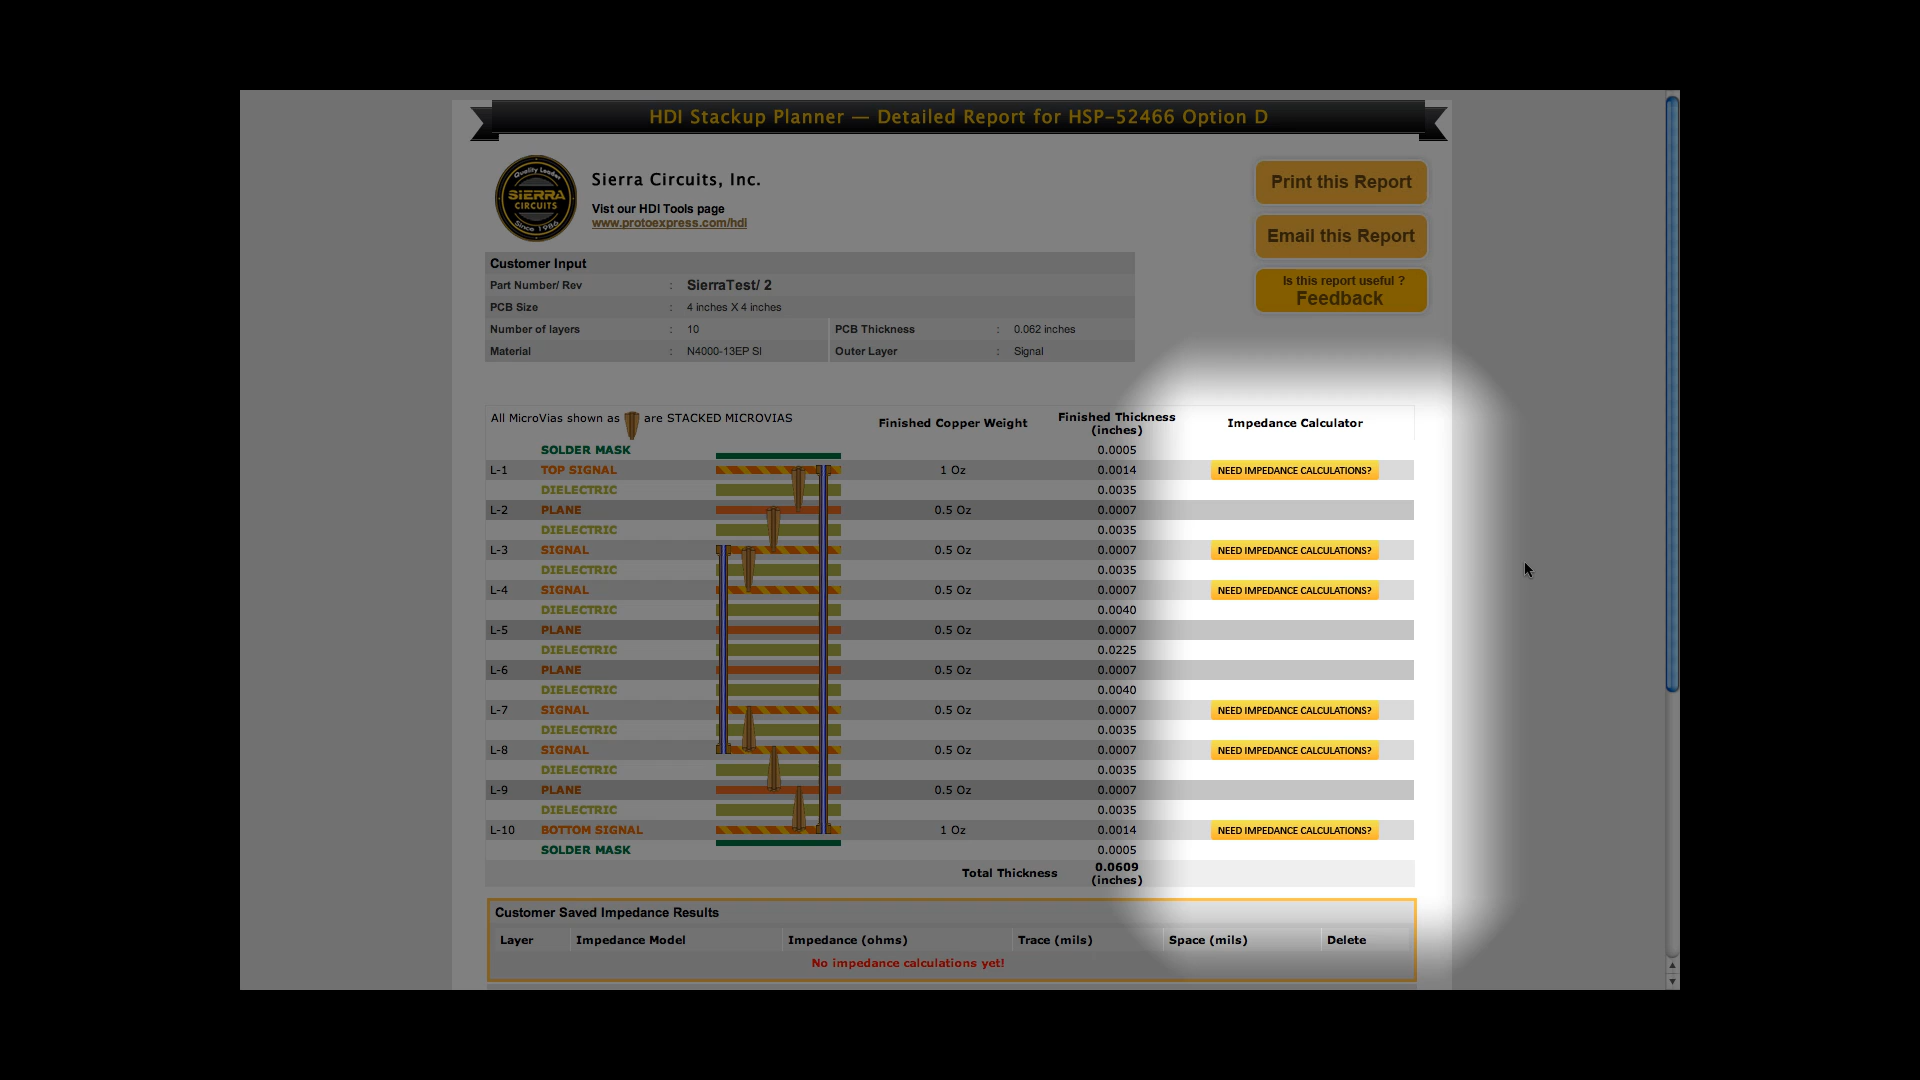 HDI Stackup Planner — Detailed Report for HSP-52466 Option D
Quality Leader
SIERRA
CIRCUITS
Since 1986
Sierra Circuits, Inc.
Vist our HDI Tools page
www.protoexpress.com/hdi
Print this Report
Email this Report
Is this report useful ?
Feedback
Customer Input
Part Number/ Rev : SierraTest/ 2
PCB Size : 4 inches X 4 inches
Number of layers : 10 PCB Thickness : 0.062 inches
Material : N4000-13EP SI Outer Layer : Signal
All MicroVias shown as are STACKED MICROVIAS Finished Copper Weight Finished Thickness (inches) Impedance Calculator
SOLDER MASK 0.0005
L-1 TOP SIGNAL 1 Oz 0.0014 NEED IMPEDANCE CALCULATIONS?
DIELECTRIC 0.0035
L-2 PLANE 0.5 Oz 0.0007
DIELECTRIC 0.0035
L-3 SIGNAL 0.5 Oz 0.0007 NEED IMPEDANCE CALCULATIONS?
DIELECTRIC 0.0035
L-4 SIGNAL 0.5 Oz 0.0007 NEED IMPEDANCE CALCULATIONS?
DIELECTRIC 0.0040
L-5 PLANE 0.5 Oz 0.0007
DIELECTRIC 0.0225
L-6 PLANE 0.5 Oz 0.0007
DIELECTRIC 0.0040
L-7 SIGNAL 0.5 Oz 0.0007 NEED IMPEDANCE CALCULATIONS?
DIELECTRIC 0.0035
L-8 SIGNAL 0.5 Oz 0.0007 NEED IMPEDANCE CALCULATIONS?
DIELECTRIC 0.0035
L-9 PLANE 0.5 Oz 0.0007
DIELECTRIC 0.0035
L-10 BOTTOM SIGNAL 1 Oz 0.0014 NEED IMPEDANCE CALCULATIONS?
SOLDER MASK 0.0005
Total Thickness 0.0609 (inches)
Customer Saved Impedance Results
Layer Impedance Model Impedance (ohms) Trace (mils) Space (mils) Delete
No impedance calculations yet!